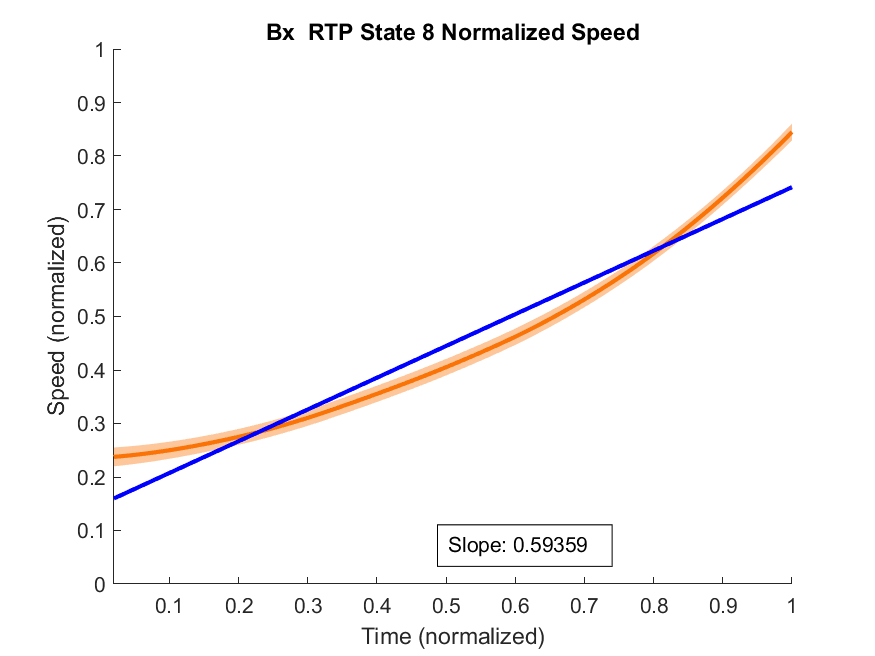 Bx  RTP State 8 Normalized Speed
1
0.9
0.8
0.7
0.6
0.5
0.4
0.3
0.2
0.1
0
Speed (normalized)
Slope: 0.59359
0.1 0.2 0.3 0.4 0.5 0.6 0.7 0.8 0.9 1
Time (normalized)